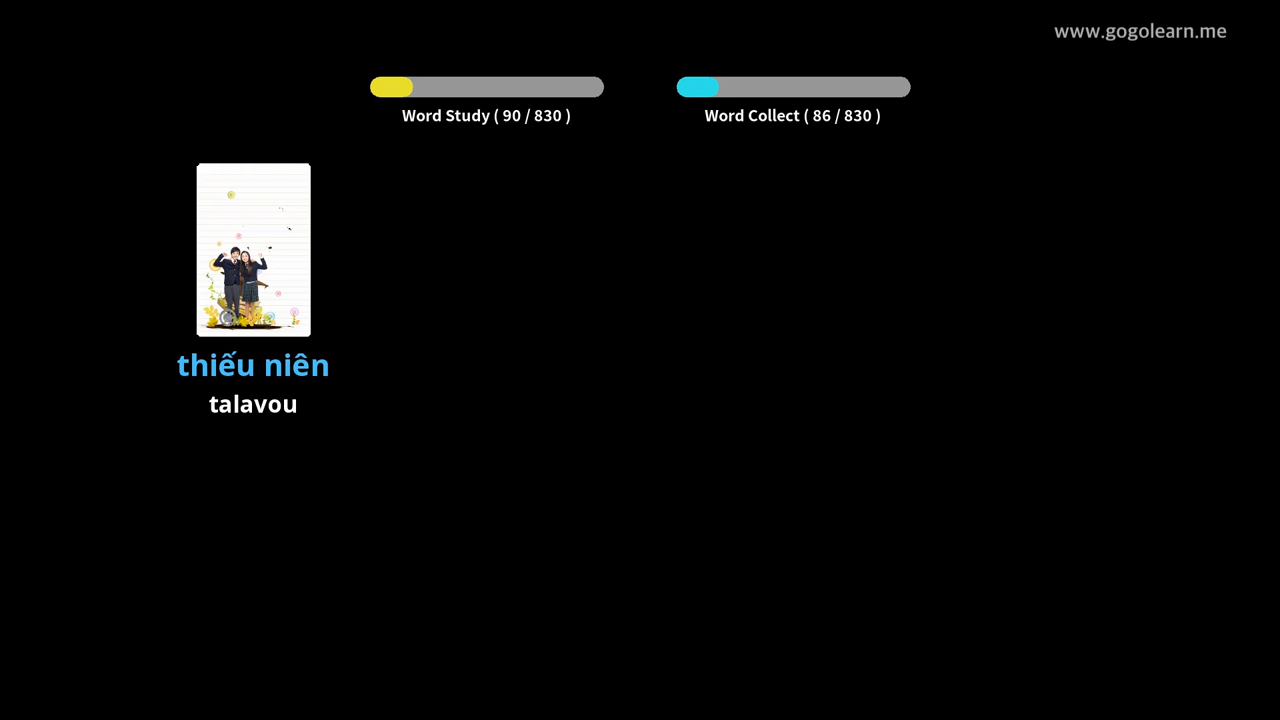 www.gogolearn.me
Word Study ( 90 / 830 )
Word Collect ( 86 / 830 )
thiếu niên
talavou